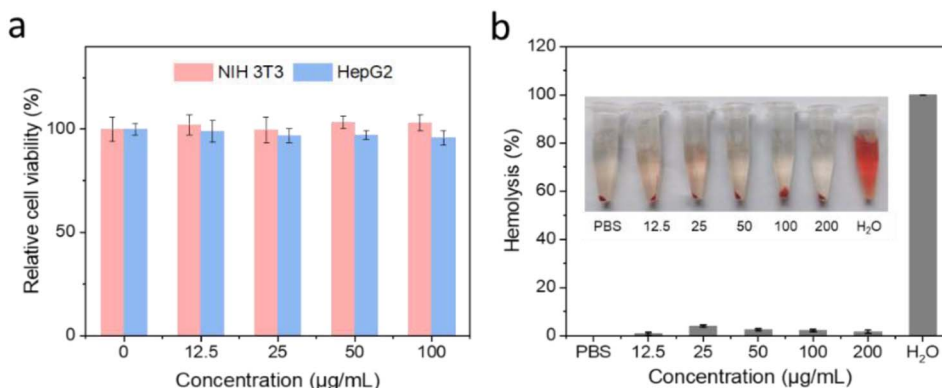 a
Relative cell viability (%)
100
50
0
NIH 3T3 HepG2
0 12.5 25 50 100
Concentration (µg/mL)
b
Hemolysis (%)
120
100
80
60
40
20
0
PBS 12.5 25 50 100 200 H₂O
PBS 12.5 25 50 100 200 H₂O
Concentration (µg/mL)